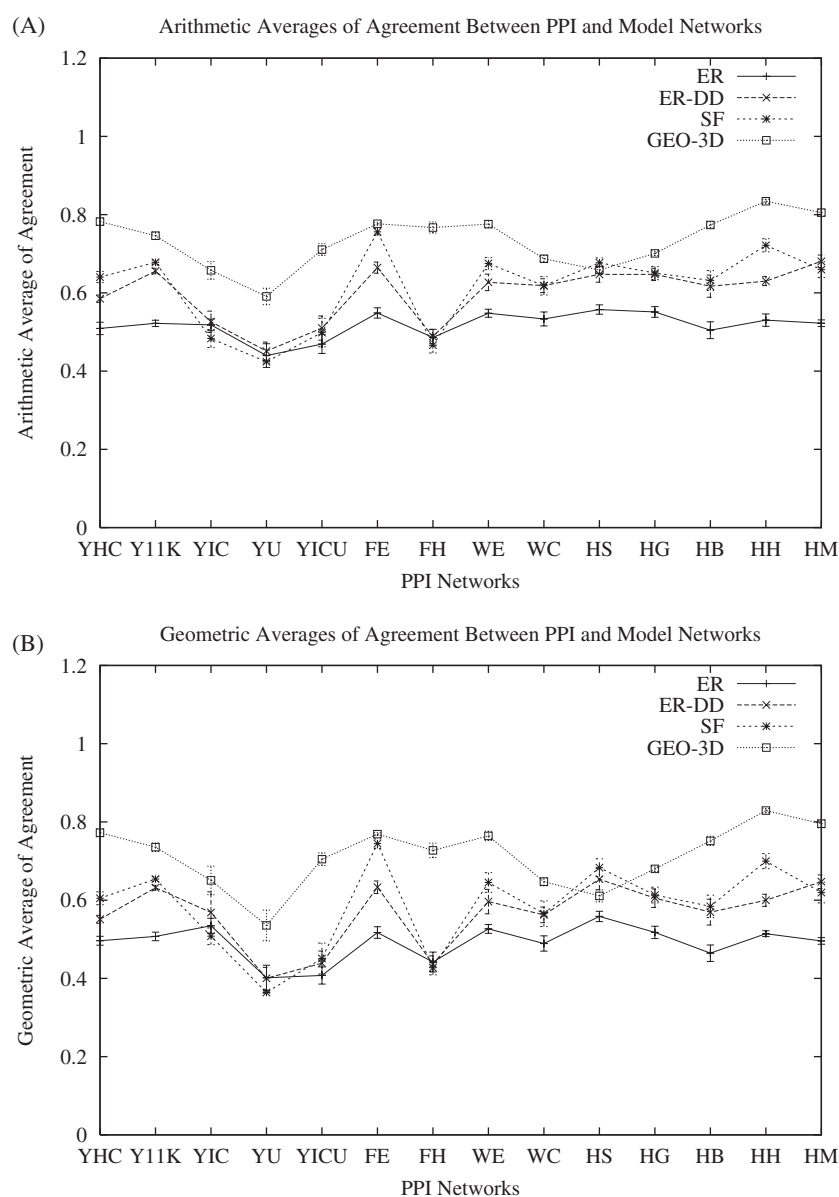 (A)
Arithmetic Averages of Agreement Between PPI and Model Networks
1.2
1
0.8
0.6
0.4
0.2
0
Arithmetic Average of Agreement
ER
ER-DD
SF
GEO-3D
YHC Y11K YIC YU YICU FE FH WE WC HS HG HB HH HM
PPI Networks
(B)
Geometric Averages of Agreement Between PPI and Model Networks
1.2
1
0.8
0.6
0.4
0.2
0
Geometric Average of Agreement
ER
ER-DD
SF
GEO-3D
YHC Y11K YIC YU YICU FE FH WE WC HS HG HB HH HM
PPI Networks